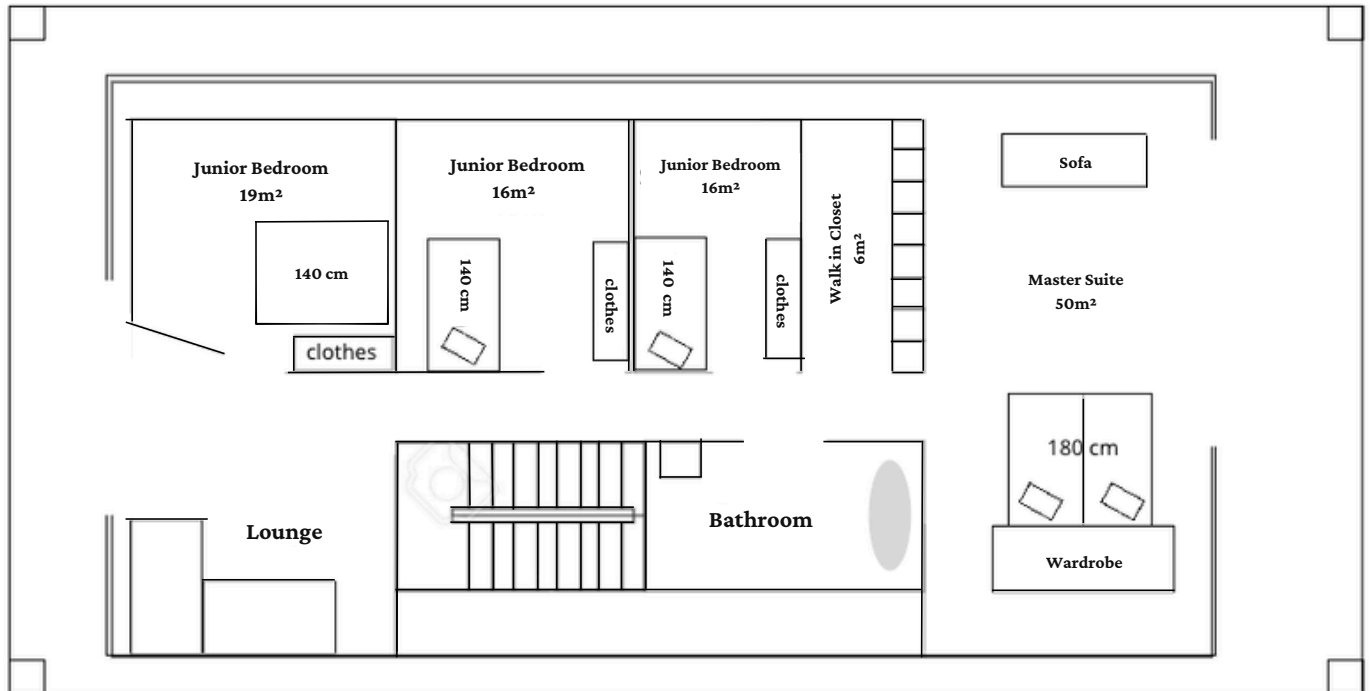 Junior Bedroom
19m²
140 cm
clothes
Junior Bedroom
16m²
140 cm
clothes
Junior Bedroom
16m²
140 cm
clothes
Walk in Closet
6m²
Sofa
Master Suite
50m²
180 cm
Wardrobe
Lounge
Bathroom